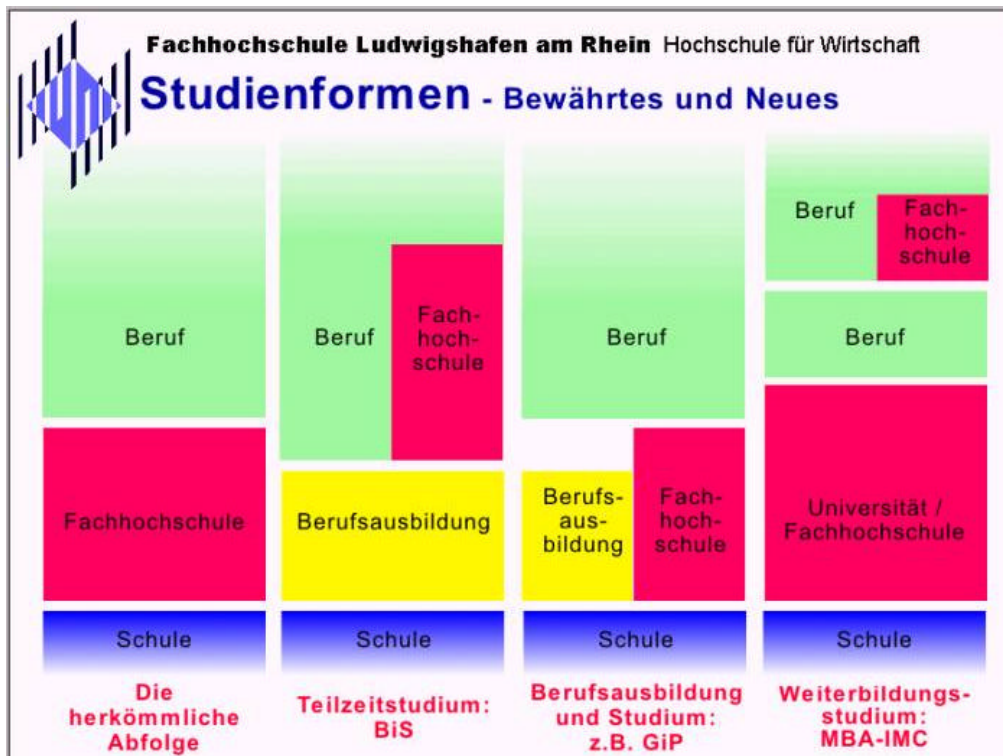 Fachhochschule Ludwigshafen am Rhein Hochschule für Wirtschaft
Studienformen - Bewährtes und Neues
Beruf
Fachhochschule
Schule
Die
herkömmliche
Abfolge
Beruf
Fach-
hoch-
schule
Berufsausbildung
Schule
Teilzeitstudium:
BiS
Beruf
Berufs-
aus-
bildung
Fach-
hoch-
schule
Schule
Berufsausbildung
und Studium:
z.B. GiP
Beruf
Fach-
hoch-
schule
Beruf
Universität /
Fachhochschule
Schule
Weiterbildungs-
studium:
MBA-IMC